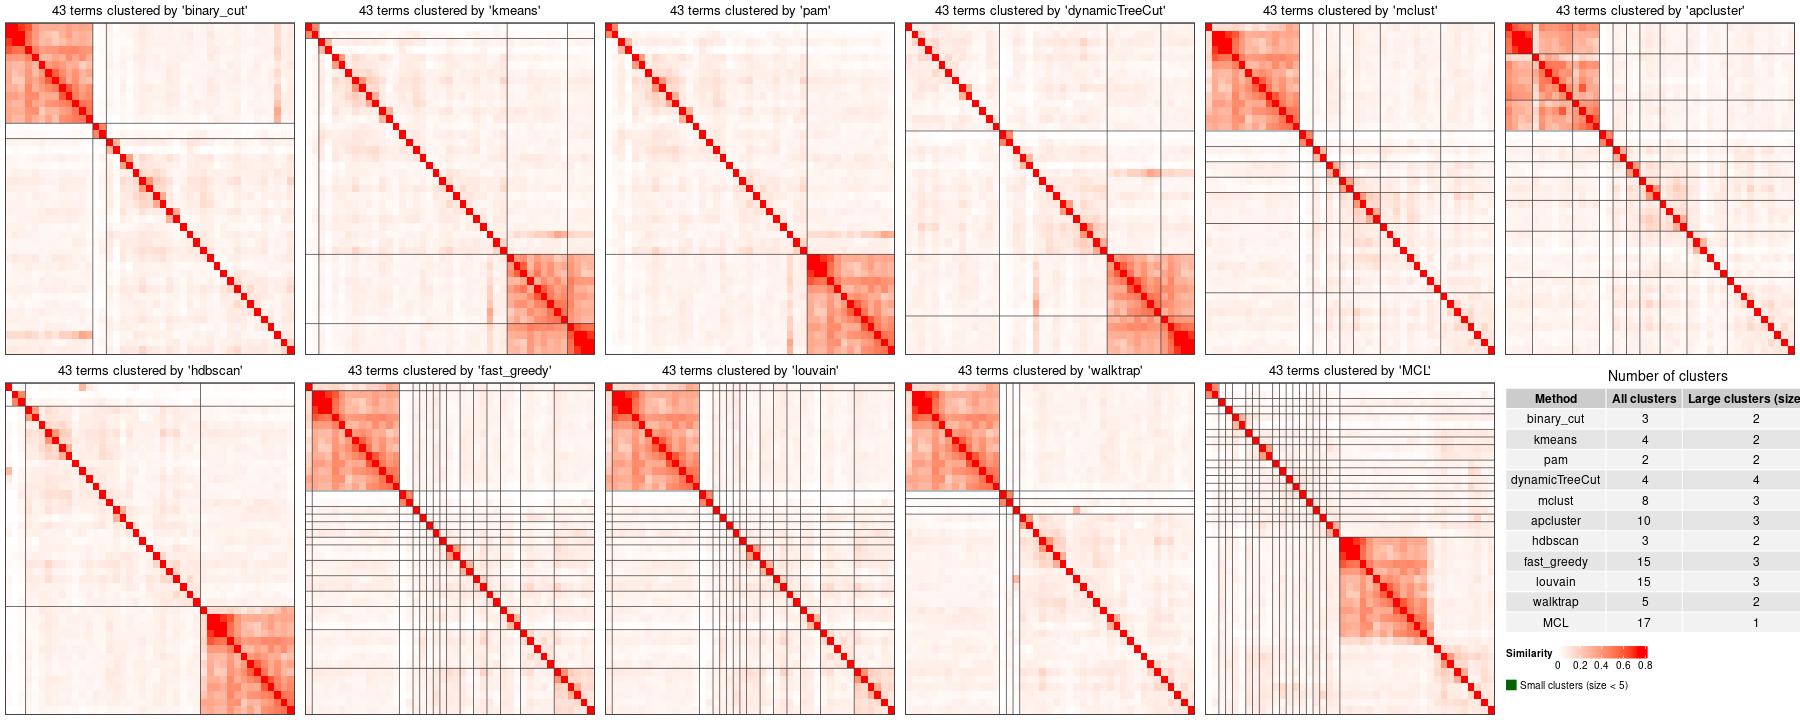 43 terms clustered by 'binary_cut'
43 terms clustered by 'kmeans'
43 terms clustered by 'pam'
43 terms clustered by 'dynamicTreeCut'
43 terms clustered by 'mclust'
43 terms clustered by 'apcluster'
43 terms clustered by 'hdbscan'
43 terms clustered by 'fast_greedy'
43 terms clustered by 'louvain'
43 terms clustered by 'walktrap'
43 terms clustered by 'MCL'
Number of clusters
Method All clusters Large clusters (size
binary_cut 3 2
kmeans 4 2
pam 2 2
dynamicTreeCut 4 4
mclust 8 3
apcluster 10 3
hdbscan 3 2
fast_greedy 15 3
louvain 15 3
walktrap 5 2
MCL 17 1
Similarity
0 0.2 0.4 0.6 0.8
Small clusters (size < 5)